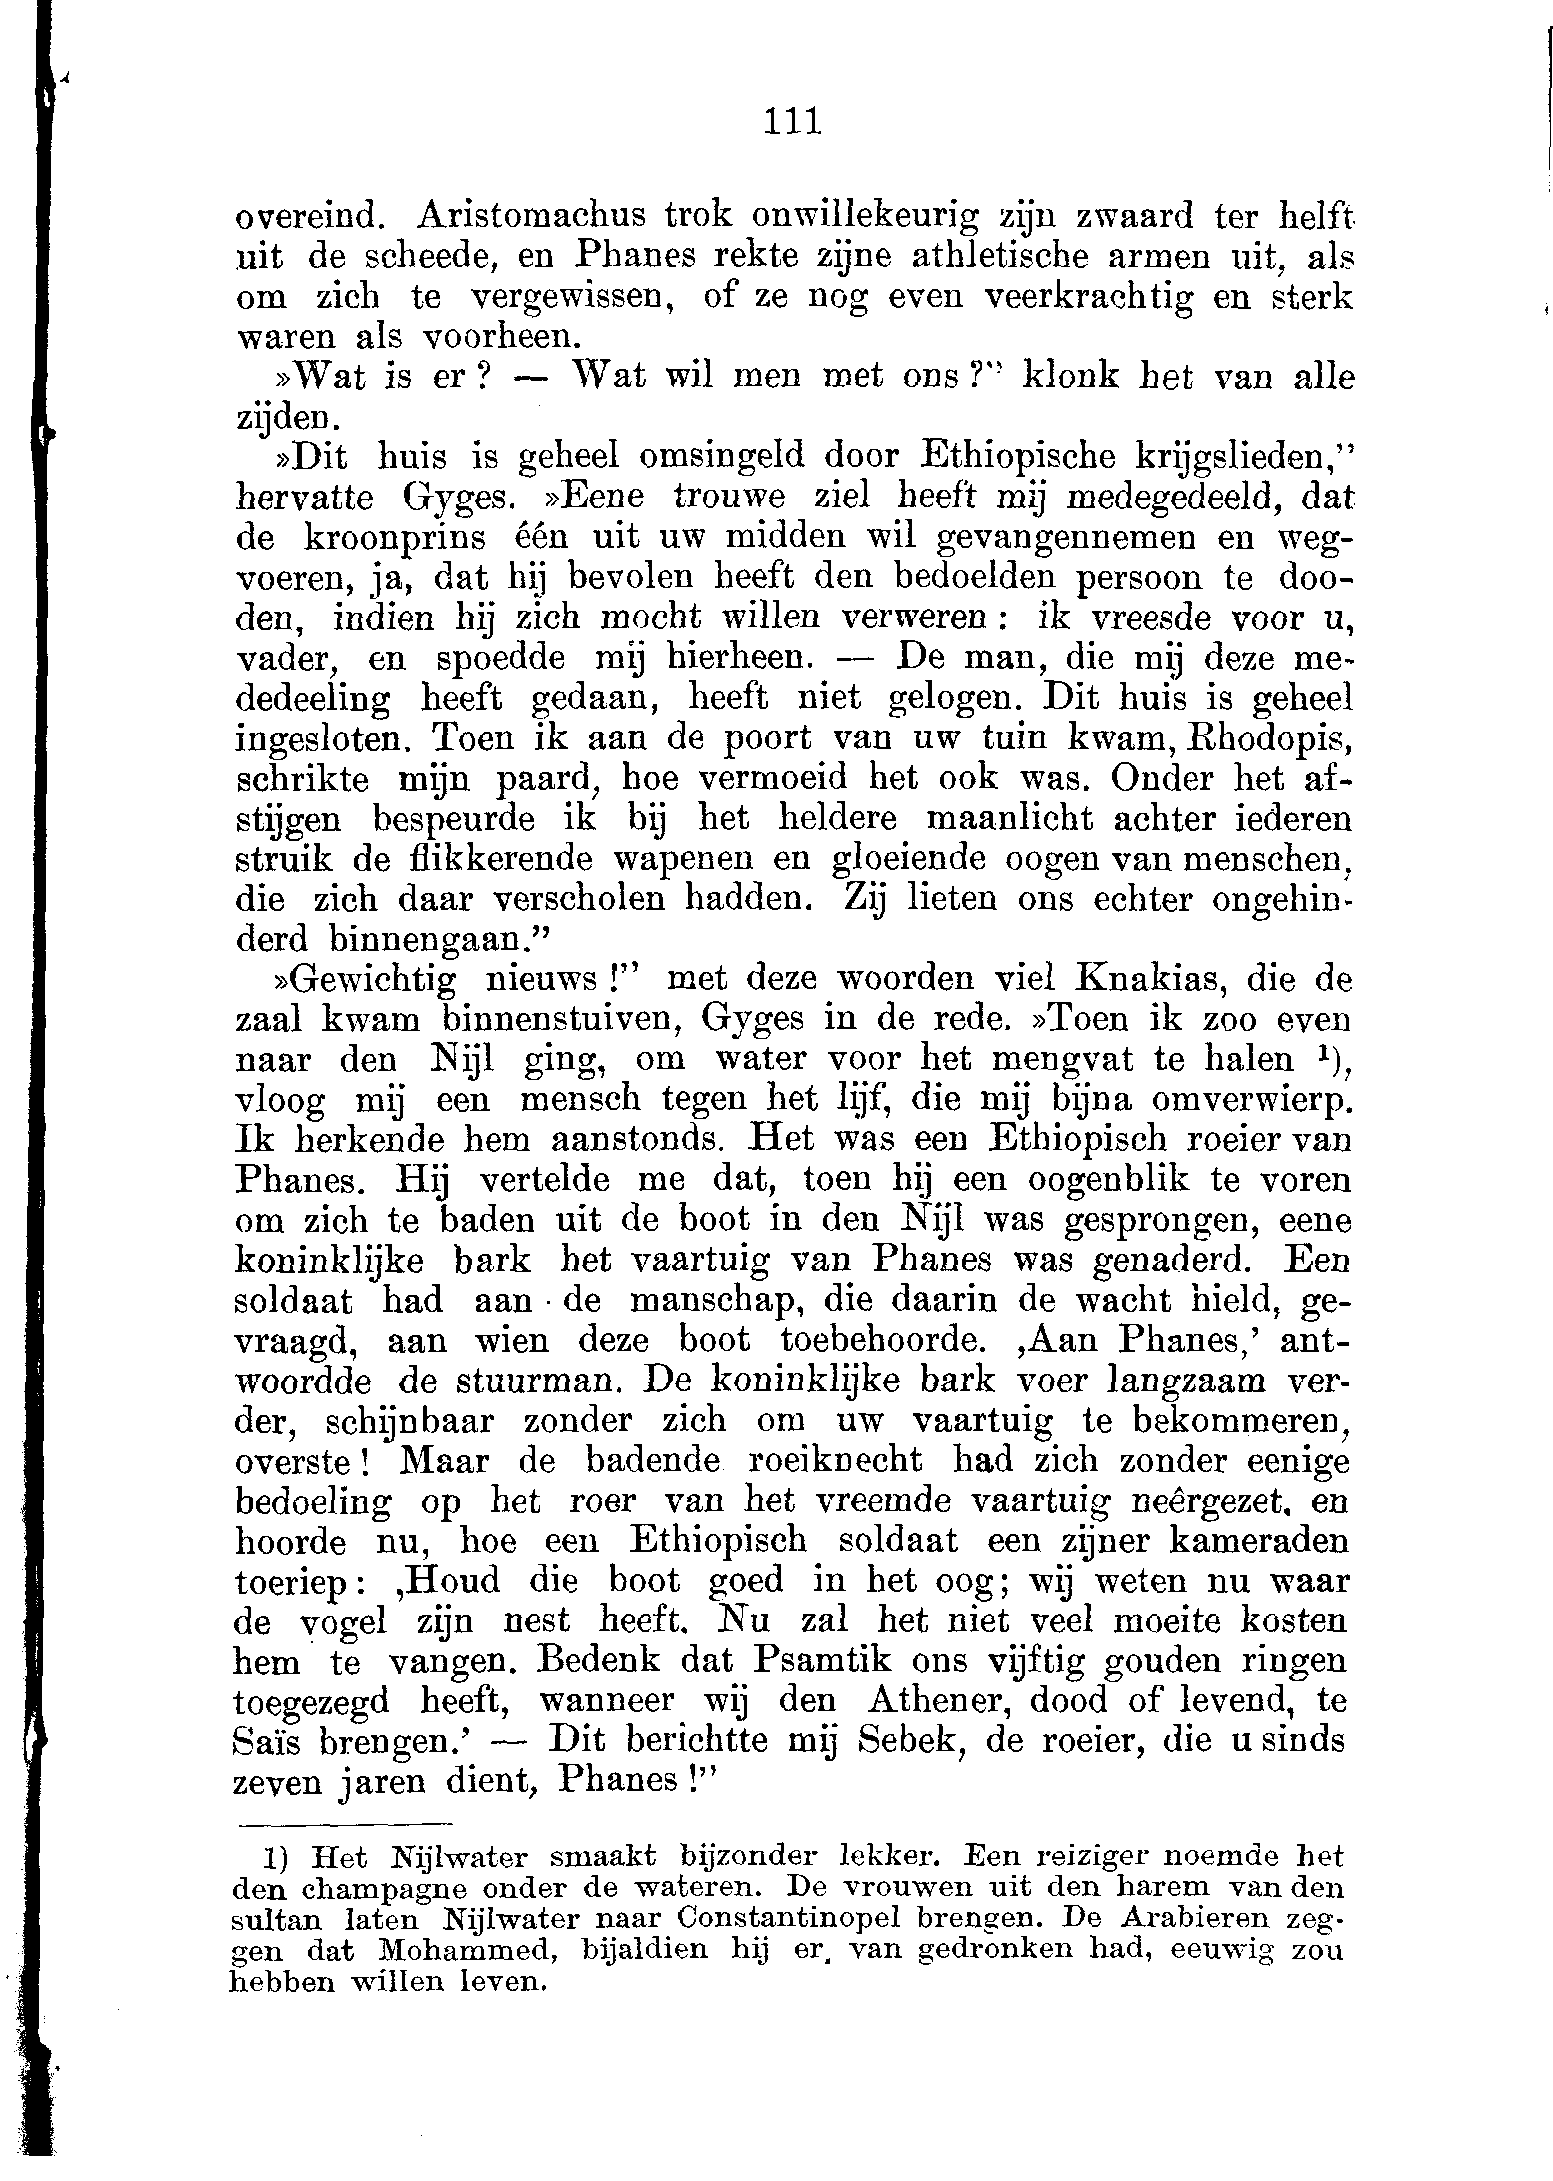 111
overeind. Aristomachus trok onwillekeurig zijn zwaard ter helft
uit de scheede, en Phanes rekte zijne athletische armen uit, als
om zich te vergewissen, of ze nog even veerkrachtig en sterk
waren als voorheen.
»Wat is er? — Wat wil men met ons?” klonk het van alle
zijden.
»Dit huis is geheel omsingeld door Ethiopische krijgslieden,”
hervatte Gyges. »Eene trouwe ziel heeft mij medegedeeld, dat
de kroonprins één uit uw midden wil gevangennemen en weg-
voeren, ja, dat hij bevolen heeft den bedoelden persoon te doo-
den, indien hij zich mocht willen verweren: ik vreesde voor u,
vader, en spoedde mij hierheen. — De man, die mij deze me-
dedeeling heeft gedaan, heeft niet gelogen. Dit huis is geheel
ingesloten. Toen ik aan de poort van uw tuin kwam, Rhodopis,
schrikte mijn paard, hoe vermoeid het ook was. Onder het af-
stijgen bespeurde ik bij het heldere maanlicht achter iederen
struik de flikkerende wapenen en gloeiende oogen van menschen,
die zich daar verscholen hadden. Zij lieten ons echter ongehin-
derd binnengaan.”
»Gewichtig nieuws!” met deze woorden viel Knakias, die de
zaal kwam binnenstuiven, Gyges in de rede. »Toen ik zoo even
naar den Nijl ging, om water voor het mengvat te halen ¹),
vloog mij een mensch tegen het lijf, die mij bijna omverwierp.
Ik herkende hem aanstonds. Het was een Ethiopisch roeier van
Phanes. Hij vertelde me dat, toen hij een oogenblik te voren
om zich te baden uit de boot in den Nijl was gesprongen, eene
koninklijke bark het vaartuig van Phanes was genaderd. Een
soldaat had aan de manschap, die daarin de wacht hield, ge-
vraagd, aan wien deze boot toebehoorde. ‚Aan Phanes,’ ant-
woordde de stuurman. De koninklijke bark voer langzaam ver-
der, schijnbaar zonder zich om uw vaartuig te bekommeren,
overste! Maar de badende roeiknecht had zich zonder eenige
bedoeling op het roer van het vreemde vaartuig neêrgezet, en
hoorde nu, hoe een Ethiopisch soldaat een zijner kameraden
toeriep: ‚Houd die boot goed in het oog; wij weten nu waar
de vogel zijn nest heeft. Nu zal het niet veel moeite kosten
hem te vangen. Bedenk dat Psamtik ons vijftig gouden ringen
toegezegd heeft, wanneer wij den Athener, dood of levend, te
Saïs brengen.’ — Dit berichtte mij Sebek, de roeier, die u sinds
zeven jaren dient, Phanes!”
1) Het Nijlwater smaakt bijzonder lekker. Een reiziger noemde het
den champagne onder de wateren. De vrouwen uit den harem van den
sultan laten Nijlwater naar Constantinopel brengen. De Arabieren zeg-
gen dat Mohammed, bijaldien hij er van gedronken had, eeuwig zou
hebben willen leven.